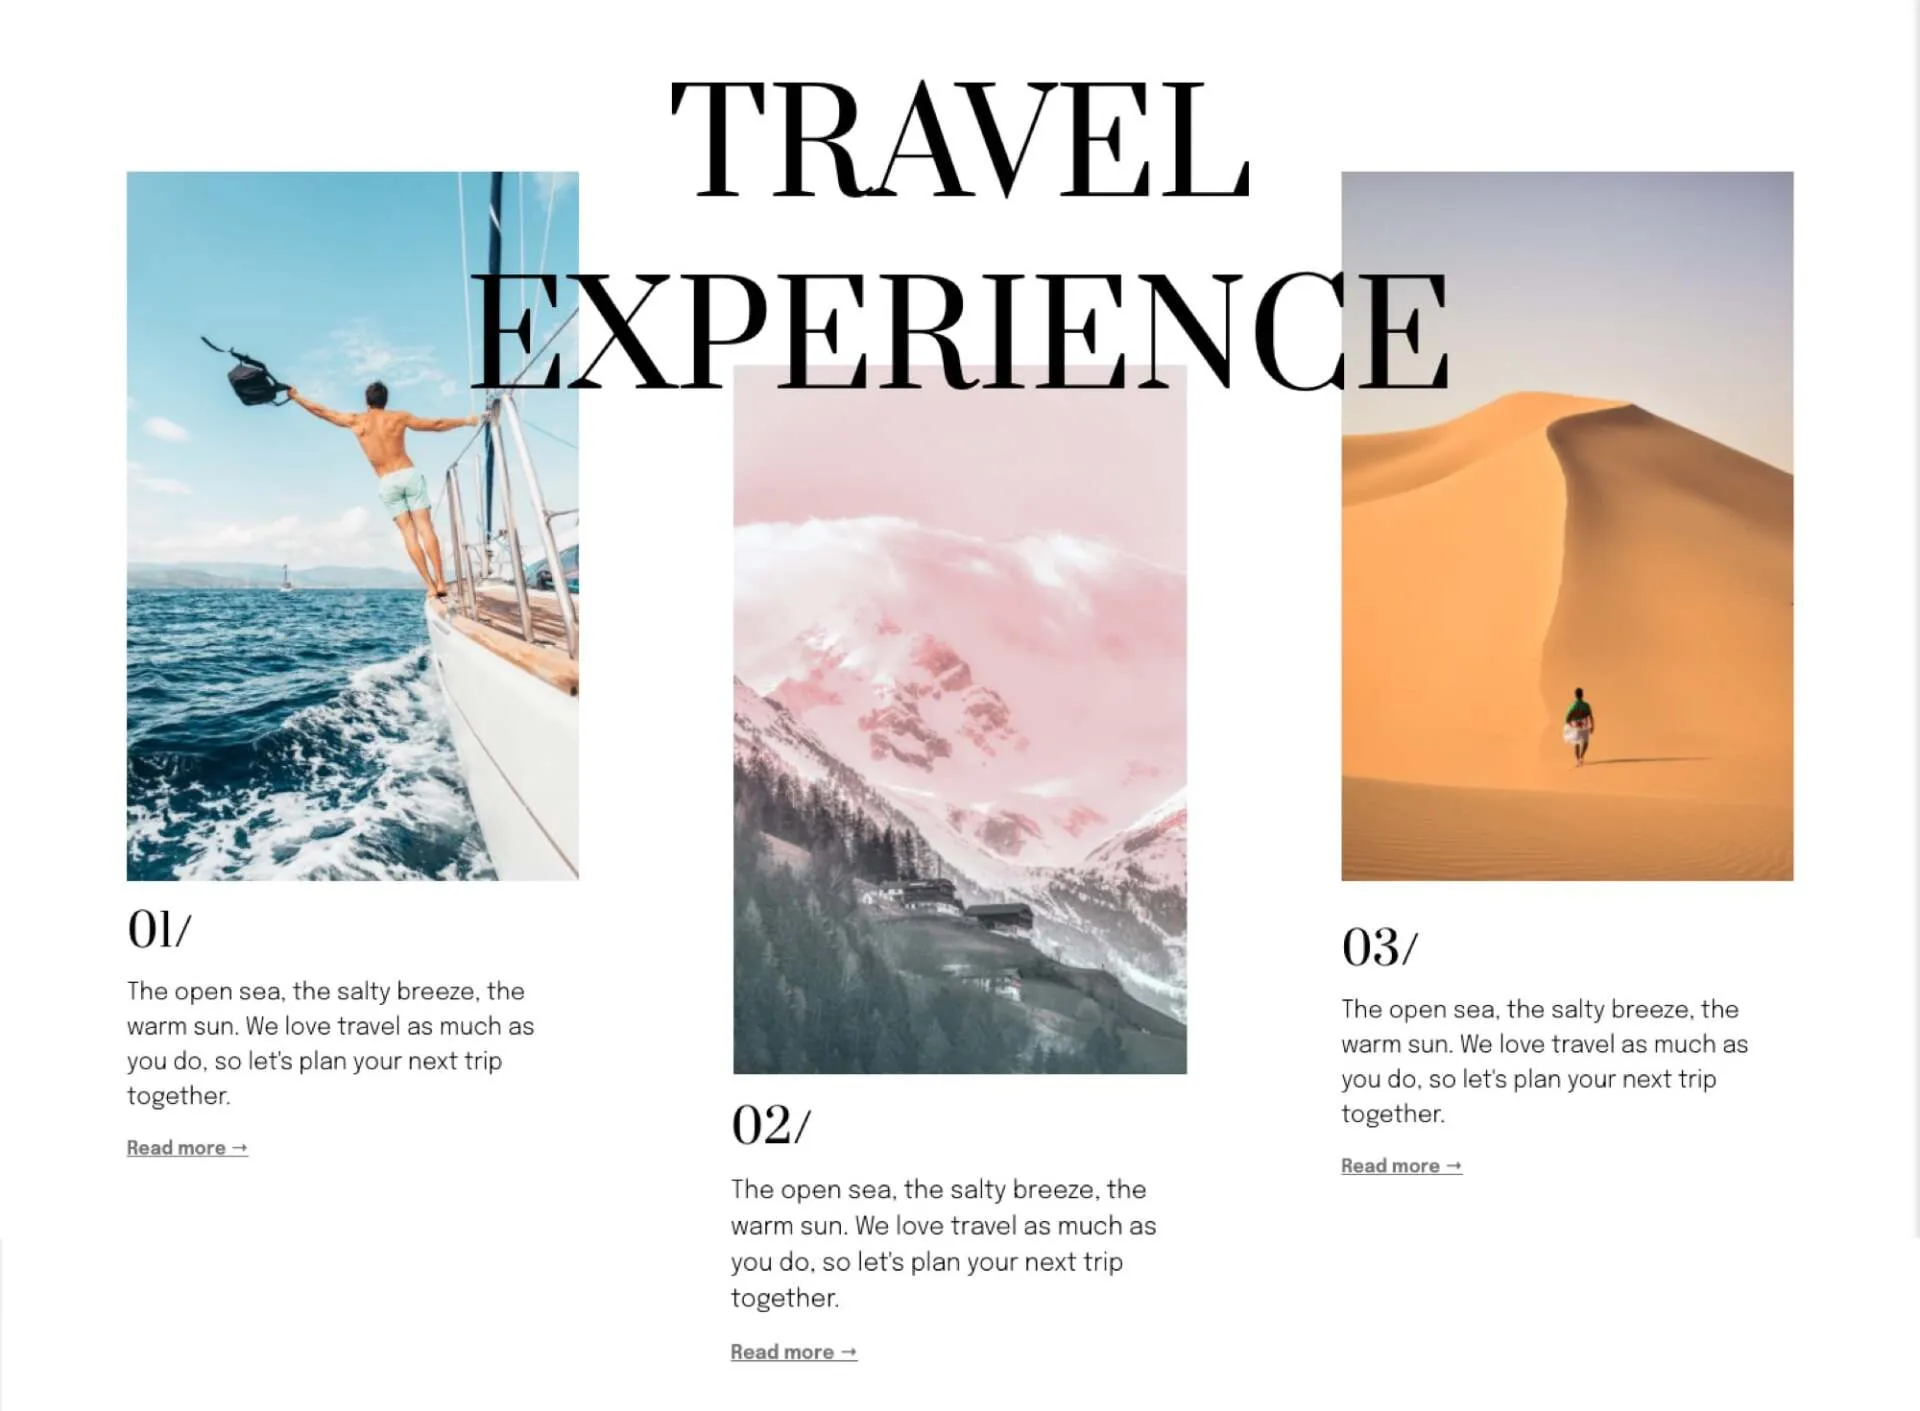 TRAVEL
EXPERIENCE
01/
The open sea, the salty breeze, the
warm sun. We love travel as much as
you do, so let's plan your next trip
together.
Read more →
02/
The open sea, the salty breeze, the
warm sun. We love travel as much as
you do, so let's plan your next trip
together.
Read more →
03/
The open sea, the salty breeze, the
warm sun. We love travel as much as
you do, so let's plan your next trip
together.
Read more →